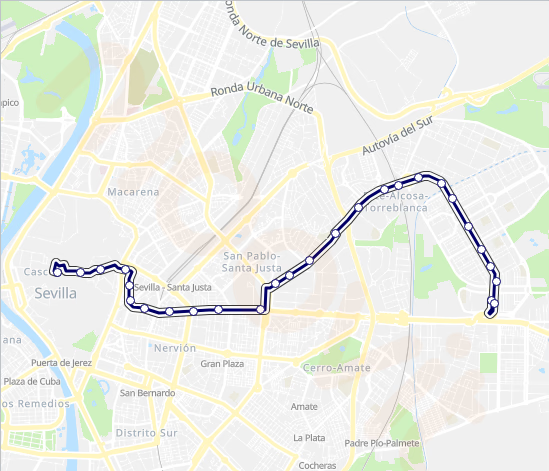 Ronda Norte de Sevilla
Ronda Urbana Norte
Autovía del Sur
Macarena
Torreblanca
San Pablo-
Santa Justa
Casco
Sevilla - Santa Justa
Sevilla
Nervión
Puerta de Jerez
Gran Plaza
Cerro-Amate
Plaza de Cuba
San Bernardo
os Remedios
Amate
Distrito Sur
La Plata
Padre Pío-Palmete
Cocheras